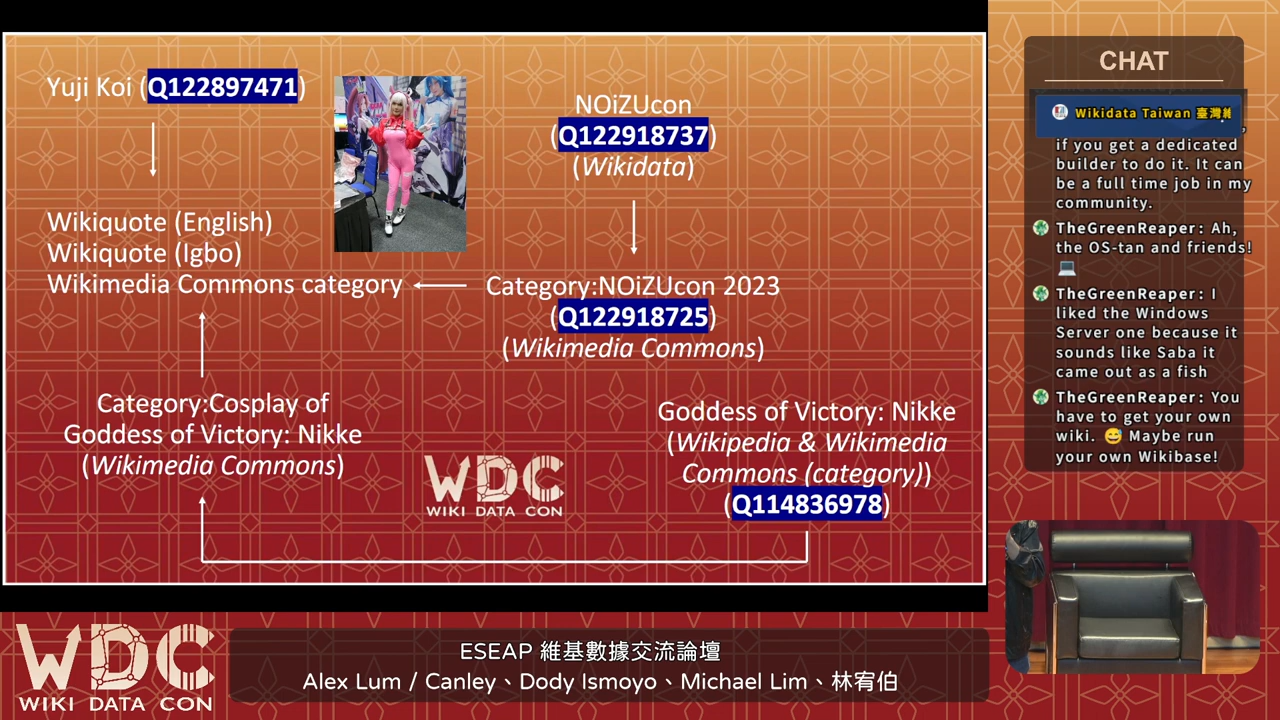 Yuji Koi (Q122897471)
Wikiquote (English)
Wikiquote (Igbo)
Wikimedia Commons category
NOiZUcon
(Q122918737)
(Wikidata)
Category:NOiZUcon 2023
(Q122918725)
(Wikimedia Commons)
Category:Cosplay of
Goddess of Victory: Nikke
(Wikimedia Commons)
Goddess of Victory: Nikke
(Wikipedia & Wikimedia
Commons (category))
(Q114836978)
WDC
WIKI DATA CON
CHAT
Wikidata Taiwan 臺灣維
if you get a dedicated
builder to do it. It can
be a full time job in my
community.
TheGreenReaper: Ah,
the OS-tan and friends!
💻
TheGreenReaper: I
liked the Windows
Server one because it
sounds like Saba it
came out as a fish
TheGreenReaper: You
have to get your own
wiki. 😅 Maybe run
your own Wikibase!
WDC
WIKI DATA CON
ESEAP 維基數據交流論壇
Alex Lum / Canley、Dody Ismoyo、Michael Lim、林宥伯